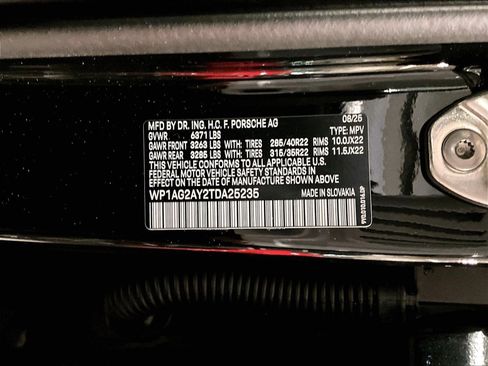 MFD BY DR. ING. H.C. F. PORSCHE AG 08/25
GVWR 6371 LBS TYPE: MPV
GAWR FRONT 3263 LBS WITH: TIRES 285/40R22 RIMS 10.0JX22
GAWR REAR 3285 LBS WITH: TIRES 315/35R22 RIMS 11.5JX22
THIS VEHICLE CONFORMS TO ALL APPLICABLE U.S.
FEDERAL MOTOR VEHICLE SAFETY STANDARDS IN
EFFECT ON THE DATE OF MANUFACTURE SHOWN ABOVE
WP1AG2AY2TDA25235 MADE IN SLOVAKIA